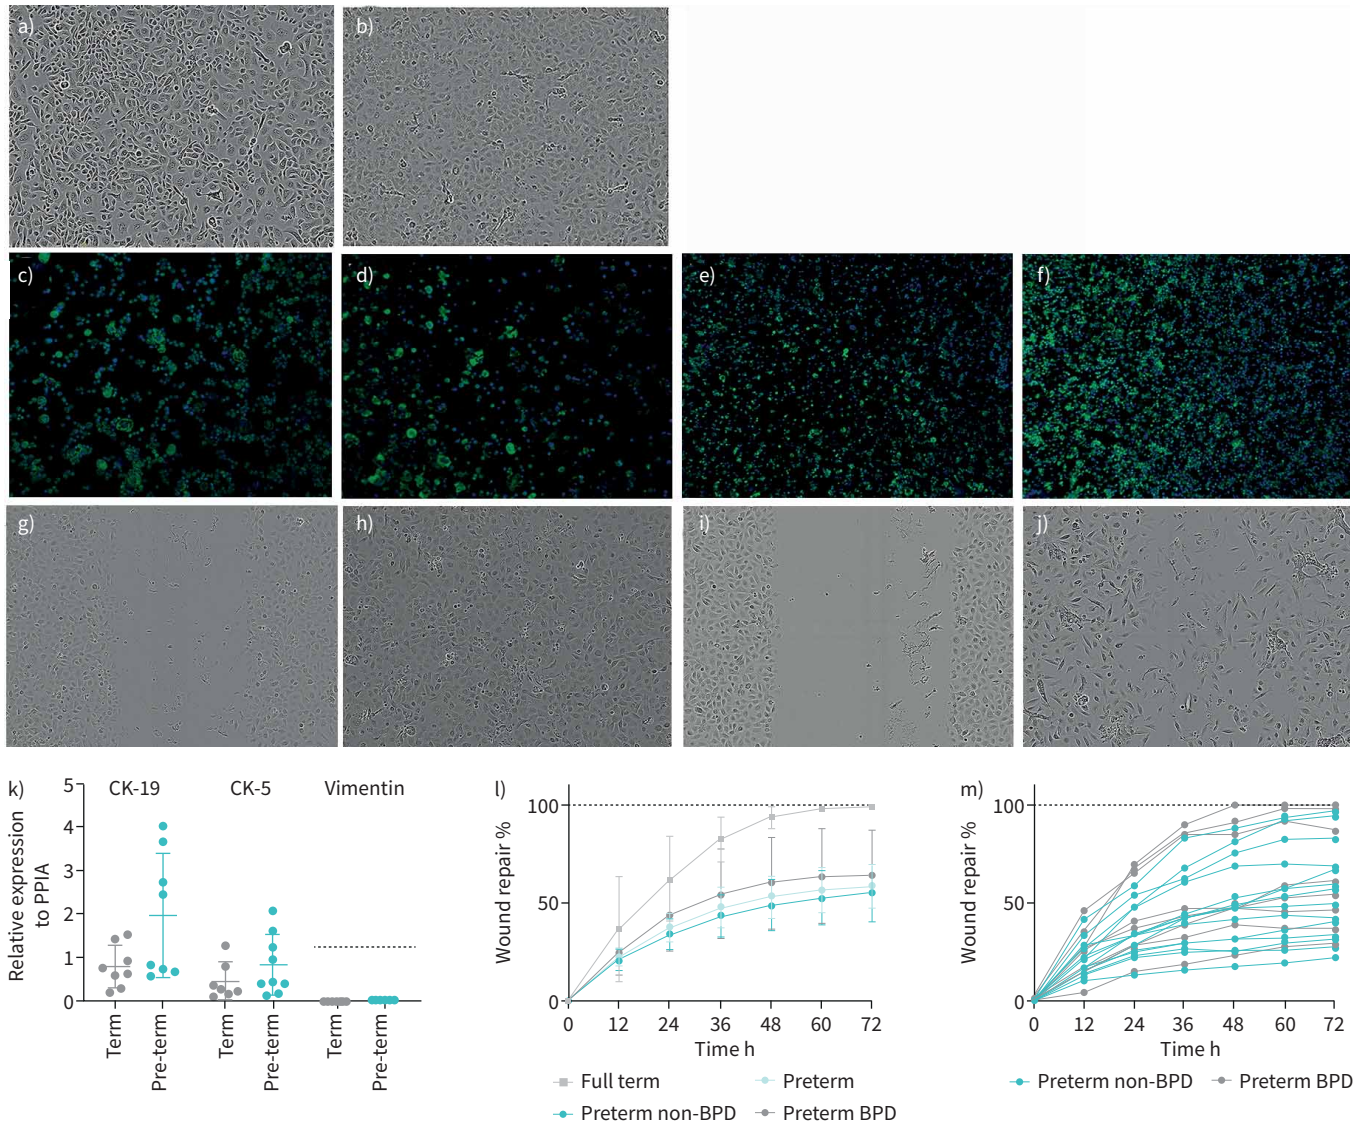 a)
b)
c)
d)
e)
f)
g)
h)
i)
j)
k)
5
4
3
2
1
0
Relative expression
to PPIA
CK-19
CK-5
Vimentin
Term
Pre-term
Term
Pre-term
Term
Pre-term
l)
100
50
0
Wound repair %
0 12 24 36 48 60 72
Time h
Full term
Preterm
Preterm non-BPD
Preterm BPD
m)
100
50
0
Wound repair %
0 12 24 36 48 60 72
Time h
Preterm non-BPD
Preterm BPD